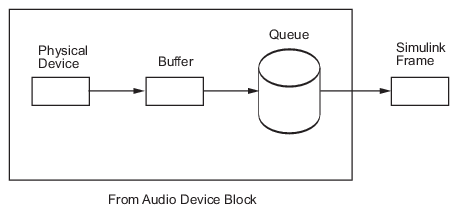 Queue
Physical
Device
Buffer
Simulink
Frame
From Audio Device Block